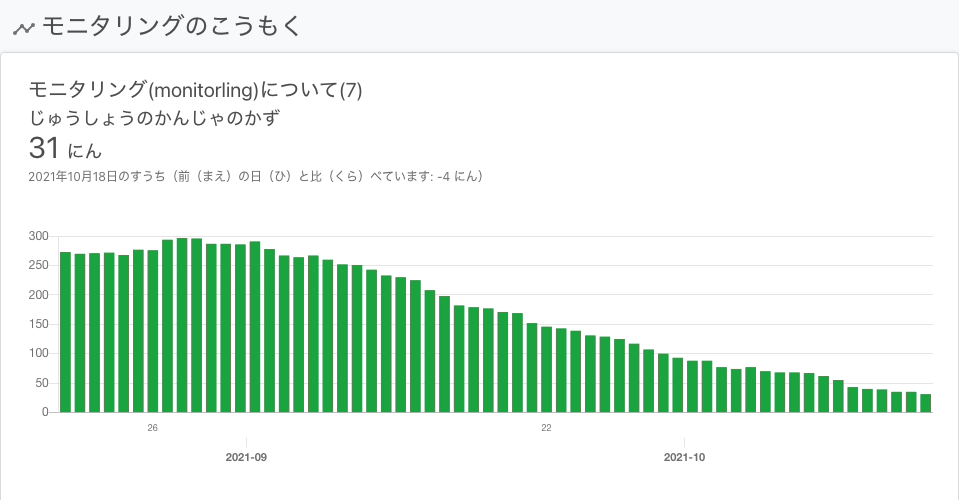 モニタリングのこうもく
モニタリング(monitorling)について(7)
じゅうしょうのかんじゃのかず
31 にん
2021年10月18日のすうち（前（まえ）の日（ひ）と比（くら）べています: -4 にん）
300
250
200
150
100
50
0
26 22
2021-09 2021-10